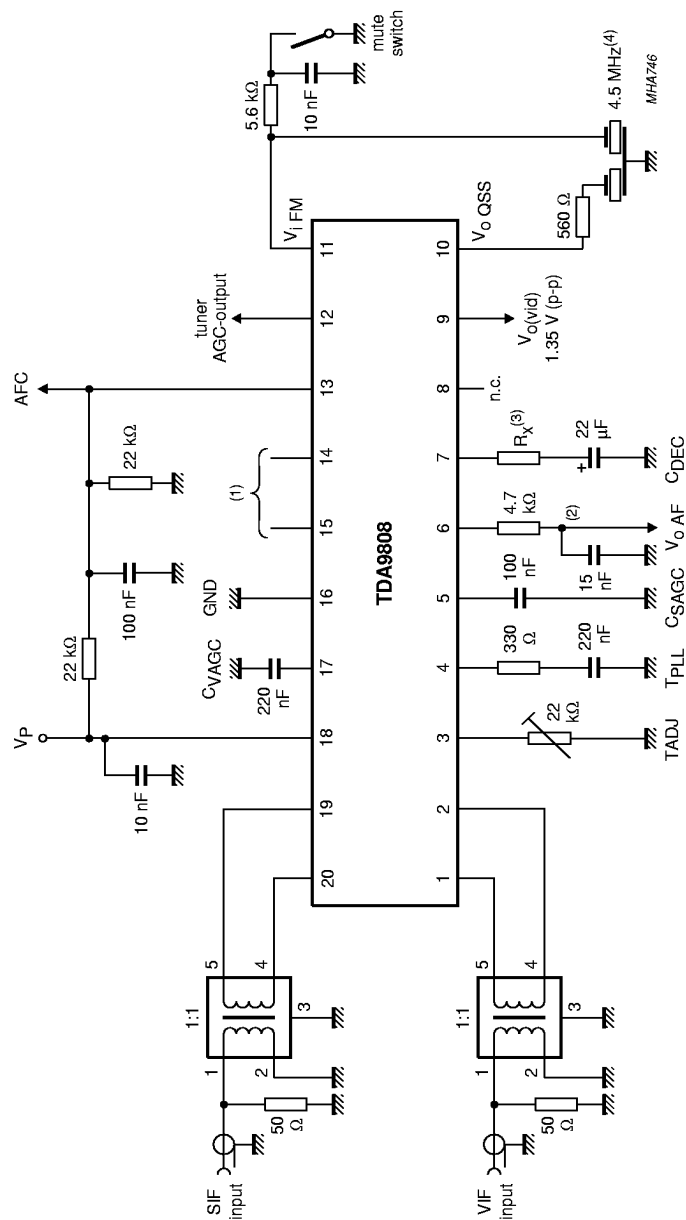 SIF
input
50
Ω
1
2
1:1
3
5
4
VP
10 nF
22 kΩ
100 nF
22 kΩ
AFC
CVAGC
220
nF
GND
(1)
tuner
AGC-output
Vi FM
5.6 kΩ
10 nF
mute
switch
20
19
18
17
16
15
14
13
12
11
TDA9808
1
2
3
4
5
6
7
8
9
10
VIF
input
50
Ω
1
2
1:1
3
5
4
22
kΩ
TADJ
330
Ω
220
nF
TPLL
100
nF
CSAGC
4.7
kΩ
(2)
15
nF
Vo AF
RX(3)
22
μF
+
CDEC
n.c.
Vo(vid)
1.35 V (p-p)
Vo QSS
560 Ω
4.5 MHz(4)
MHA746